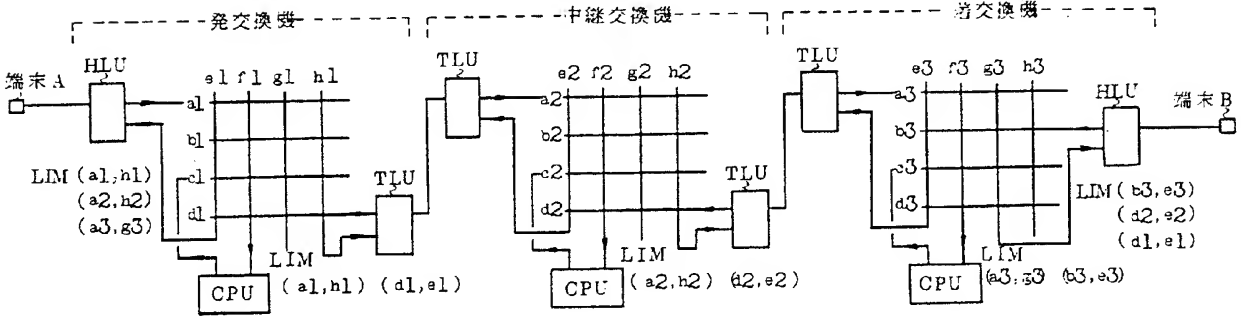 発交換機
中継交換機
着交換機
端末A
HLU
e1 f1 g1 h1
a1
b1
c1
d1
LIM (a1,h1)
(a2,h2)
(a3,g3)
TLU
LIM
(a1,h1) (d1,e1)
CPU
TLU
e2 f2 g2 h2
a2
b2
c2
d2
TLU
LIM
(a2,h2) (d2,e2)
CPU
TLU
e3 f3 g3 h3
a3
b3
c3
d3
HLU
端末B
LIM (b3,e3)
(d2,e2)
(d1,e1)
LIM
(a3,g3) (b3,e3)
CPU